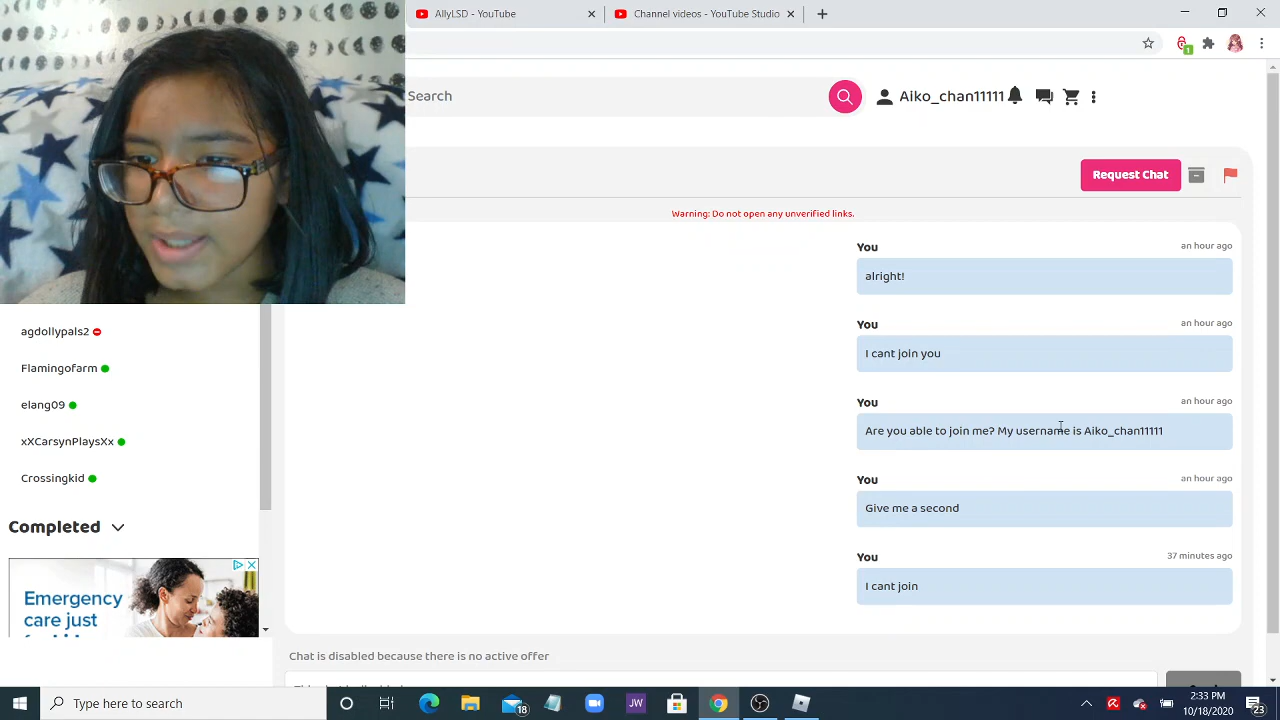 AllyLSD - YouTube
Channel videos - YouTube Studio
1
Search
Aiko_chan11111
Request Chat
Warning: Do not open any unverified links.
You
an hour ago
alright!
You
an hour ago
I cant join you
You
an hour ago
Are you able to join me? My username is Aiko_chan11111
You
an hour ago
Give me a second
You
37 minutes ago
I cant join
agdollypals2
Flamingofarm
elang09
xXCarsynPlaysXx
Crossingkid
Completed
Emergency
care just
Chat is disabled because there is no active offer
Type here to search
18
JW
2:33 PM
10/18/2020
23